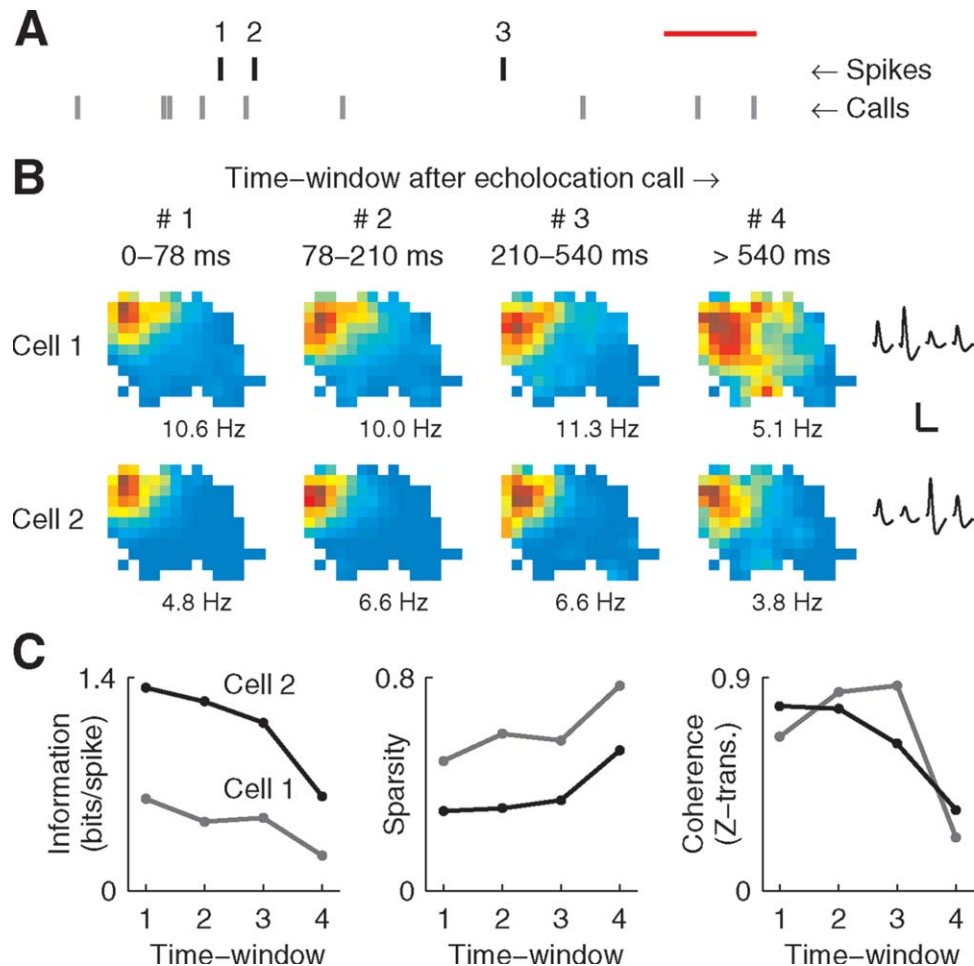 A
1 2 3
← Spikes
← Calls
B
Time–window after echolocation call →
# 1 # 2 # 3 # 4
0–78 ms 78–210 ms 210–540 ms > 540 ms
Cell 1
10.6 Hz 10.0 Hz 11.3 Hz 5.1 Hz
Cell 2
4.8 Hz 6.6 Hz 6.6 Hz 3.8 Hz
C
Information
(bits/spike)
1.4
0
Cell 2
Cell 1
1 2 3 4
Time–window
Sparsity
0.8
0
1 2 3 4
Time–window
Coherence
(Z–trans.)
0.9
0
1 2 3 4
Time–window